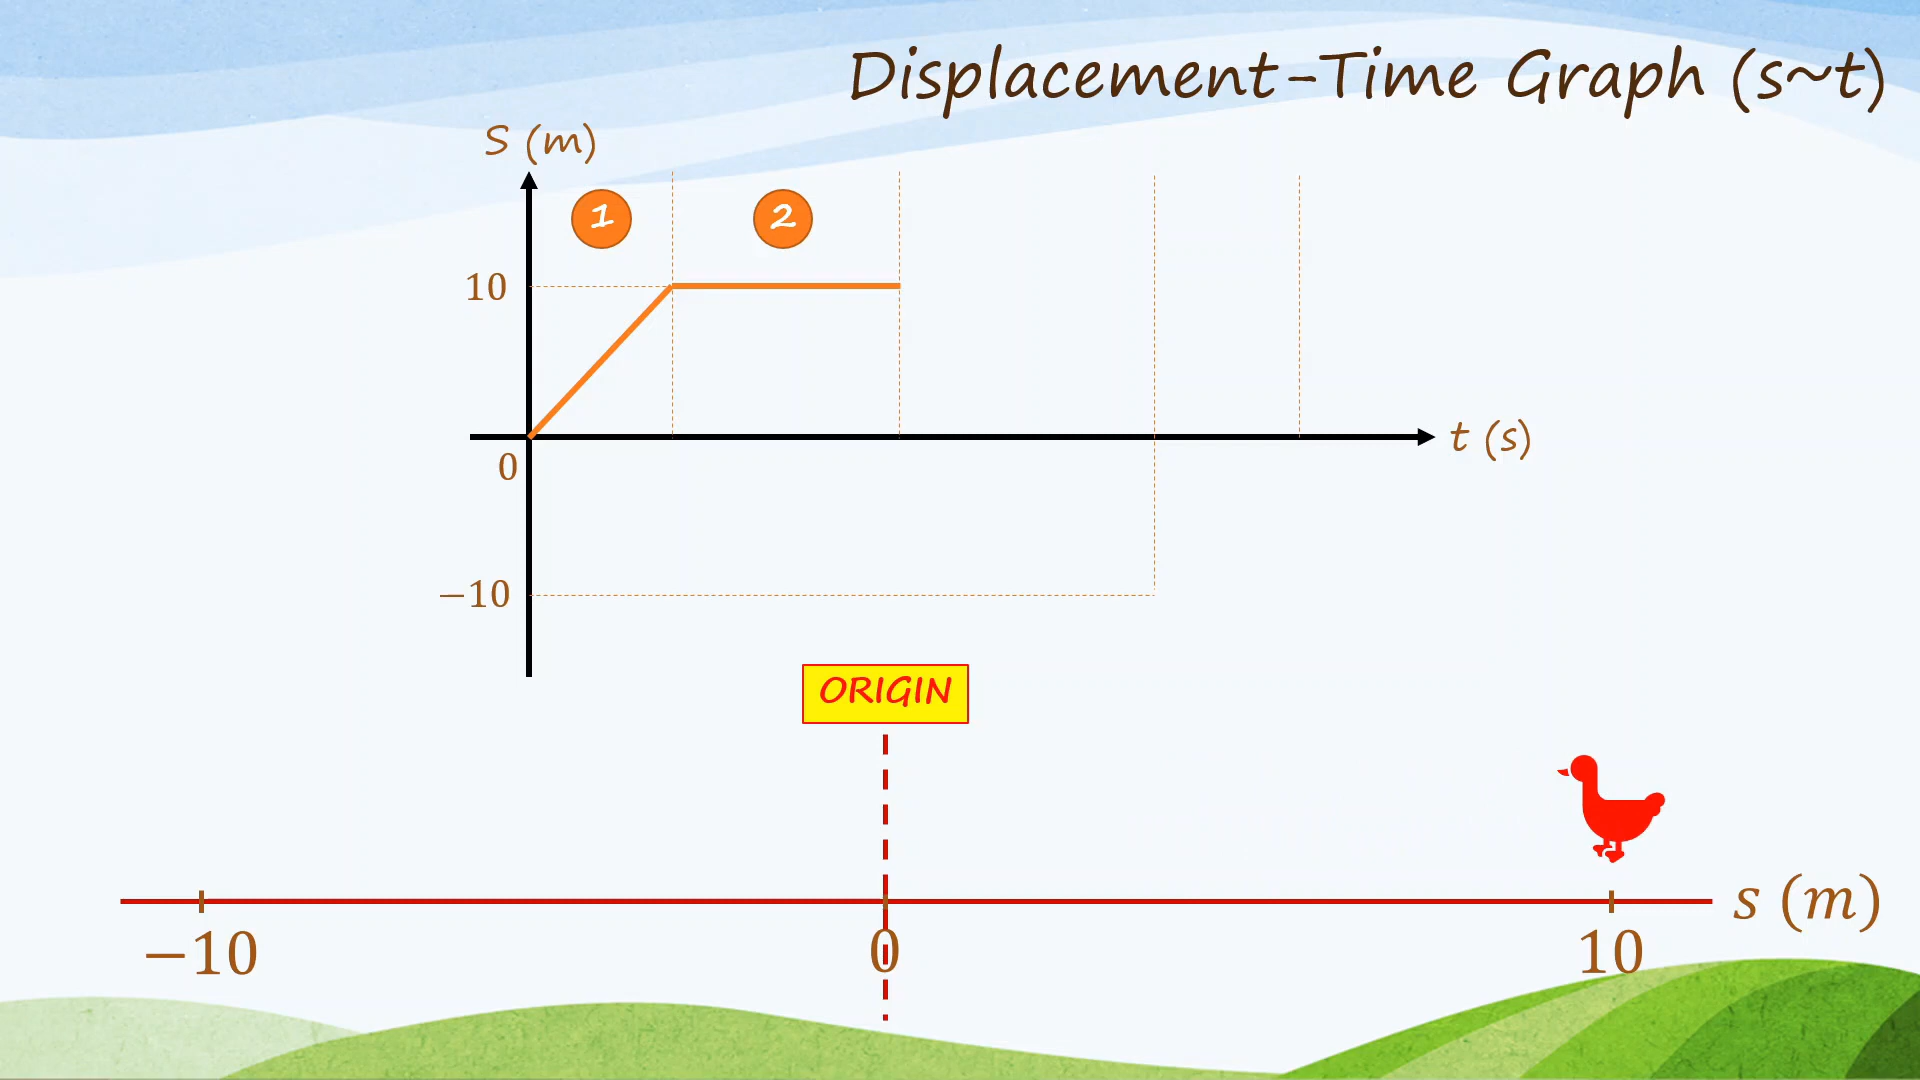 Displacement-Time Graph (s~t)
S (m)
1
2
10
t (s)
0
−10
ORIGIN
s (m)
−10
0
10